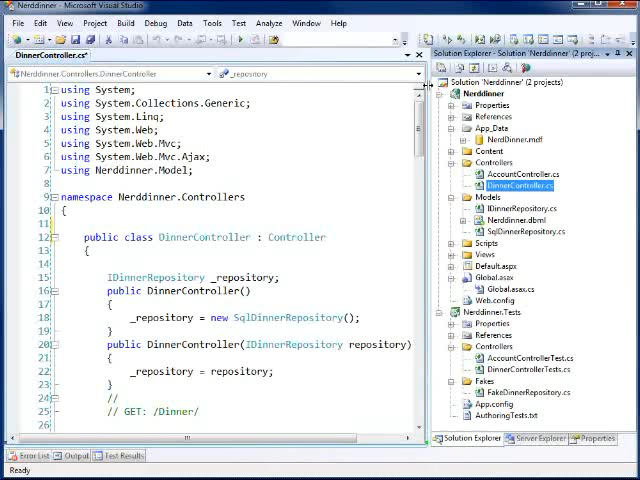 Nerddinner - Microsoft Visual Studio
File Edit View Project Build Debug Data Tools Test Analyze Window Help
DinnerController.cs*
Nerddinner.Controllers.DinnerController _repository
1 using System;
2 using System.Collections.Generic;
3 using System.Linq;
4 using System.Web;
5 using System.Web.Mvc;
6 using System.Web.Mvc.Ajax;
7 using Nerddinner.Model;
8
9 namespace Nerddinner.Controllers
10 {
11
12 public class DinnerController : Controller
13 {
14
15 IDinnerRepository _repository;
16 public DinnerController()
17 {
18 _repository = new SqlDinnerRepository();
19 }
20 public DinnerController(IDinnerRepository repository)
21 {
22 _repository = repository;
23 }
24 //
25 // GET: /Dinner/
26
Solution Explorer - Solution 'Nerddinner' (2 proj...
Solution 'Nerddinner' (2 projects)
Nerddinner
Properties
References
App_Data
NerdDinner.mdf
Content
Controllers
AccountController.cs
DinnerController.cs
Models
IDinnerRepository.cs
Nerddinner.dbml
SqlDinnerRepository.cs
Scripts
Views
Default.aspx
Global.asax
Global.asax.cs
Web.config
Nerddinner.Tests
Properties
References
Controllers
AccountControllerTest.cs
DinnerControllerTests.cs
Fakes
FakeDinnerRepository.cs
App.config
AuthoringTests.txt
Solution Explorer Server Explorer Properties
Error List Output Test Results
Ready